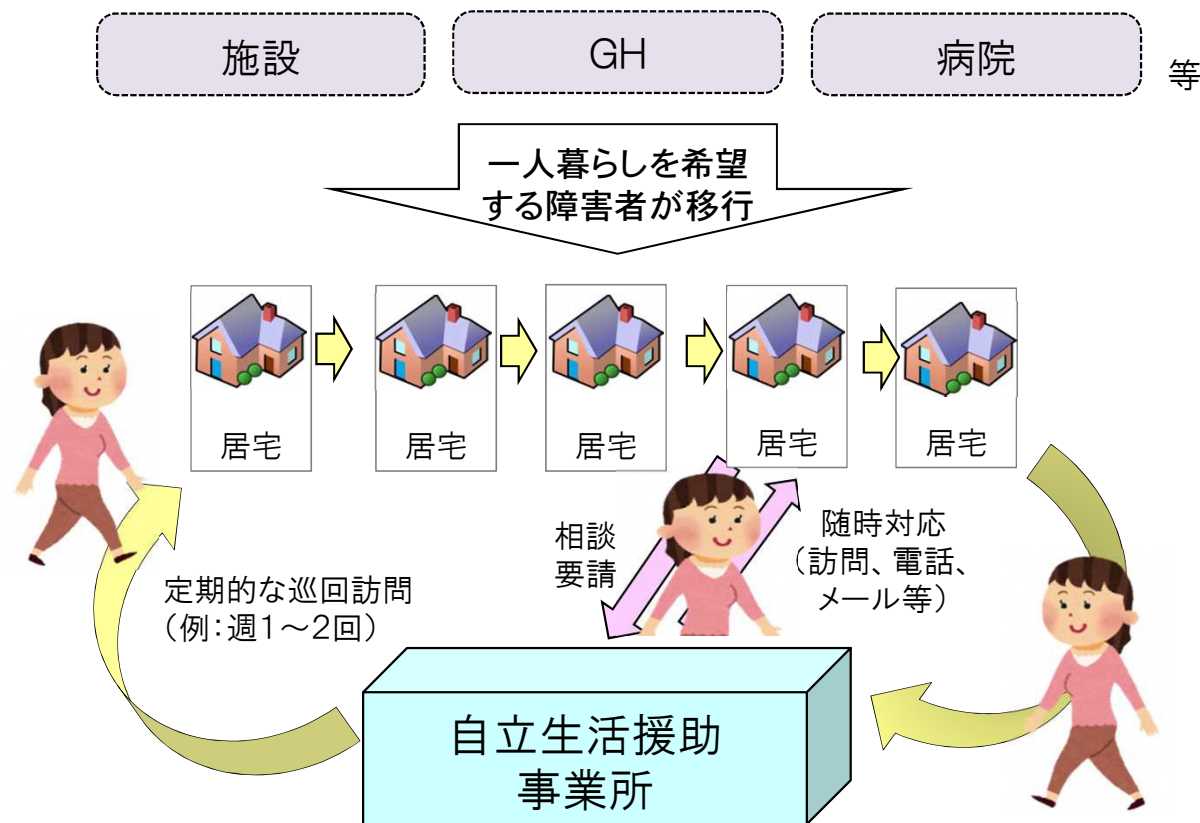 施設
GH
病院
等
一人暮らしを希望
する障害者が移行
居宅
居宅
居宅
居宅
居宅
相談
要請
随時対応
（訪問、電話、
メール等）
定期的な巡回訪問
（例：週1～2回）
自立生活援助
事業所